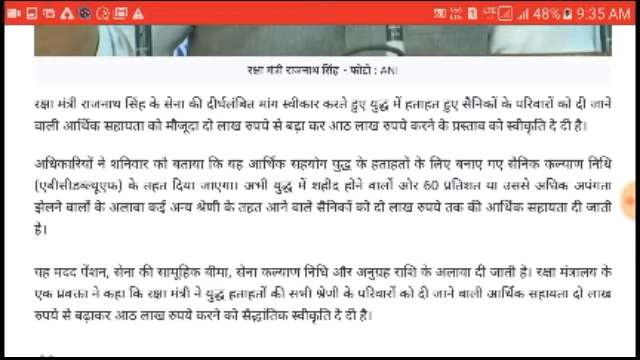 48% 9:35 AM
रक्षा मंत्री राजनाथ सिंह - फोटो : ANI
रक्षा मंत्री राजनाथ सिंह के सेना की दीर्घलंबित मांग स्वीकार करते हुए युद्ध में हताहत हुए सैनिकों के परिवारों को दी जाने
वाली आर्थिक सहायता को मौजूदा दो लाख रुपये से बढ़ा कर आठ लाख रुपये करने के प्रस्ताव को स्वीकृति दे दी है।
अधिकारियों ने शनिवार को बताया कि यह आर्थिक सहयोग युद्ध के हताहतों के लिए बनाए गए सैनिक कल्याण निधि
(एबीसीडब्ल्यूएफ) के तहत दिया जाएगा। अभी युद्ध में शहीद होने वालों और 60 प्रतिशत या उससे अधिक अपंगता
झेलने वालों के अलावा कई अन्य श्रेणी के तहत आने वाले सैनिकों को दो लाख रुपये तक की आर्थिक सहायता दी जाती
है।
यह मदद पेंशन, सेना की सामूहिक बीमा, सेना कल्याण निधि और अनुग्रह राशि के अलावा दी जाती है। रक्षा मंत्रालय के
एक प्रवक्ता ने कहा कि रक्षा मंत्री ने युद्ध हताहतों की सभी श्रेणी के परिवारों को दी जाने वाली आर्थिक सहायता दो लाख
रुपये से बढ़ाकर आठ लाख रुपये करने को सैद्धांतिक स्वीकृति दे दी है।